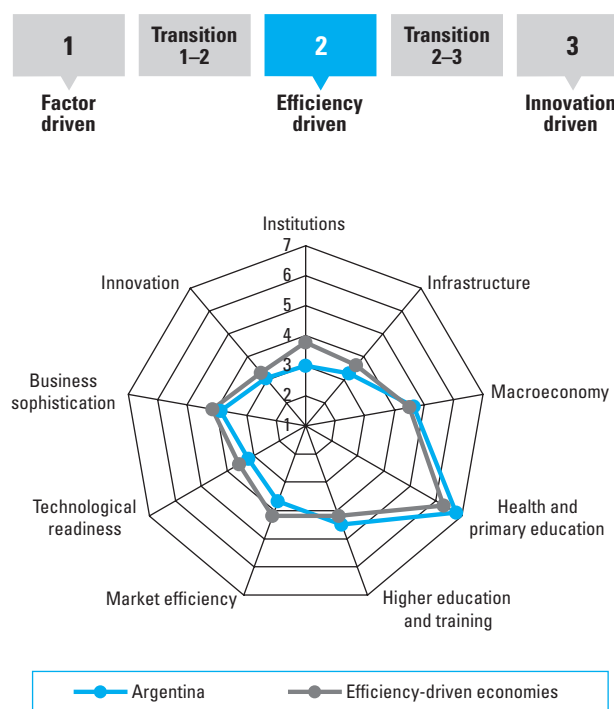 1
Transition
1–2
2
Transition
2–3
3
Factor
driven
Efficiency
driven
Innovation
driven
Institutions
7
6
5
4
3
2
1
Innovation
Infrastructure
Business
sophistication
Macroeconomy
Technological
readiness
Health and
primary education
Market efficiency
Higher education
and training
Argentina
Efficiency-driven economies